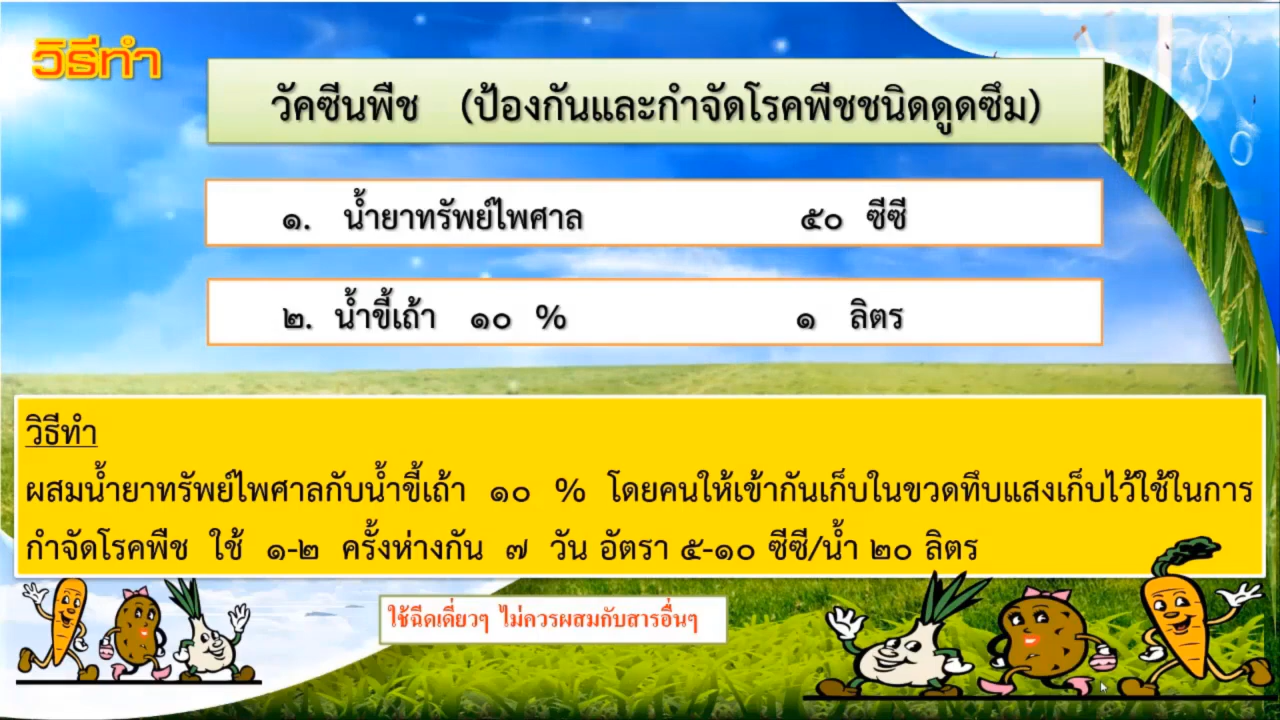 วิธีทำ
วัคซีนพืช (ป้องกันและกำจัดโรคพืชชนิดดูดซึม)
๑. น้ำยาทรัพย์ไพศาล ๕๐ ซีซี
๒. น้ำขี้เถ้า ๑๐ % ๑ ลิตร
วิธีทำ
ผสมน้ำยาทรัพย์ไพศาลกับน้ำขี้เถ้า ๑๐ % โดยคนให้เข้ากันเก็บในขวดทึบแสงเก็บไว้ใช้ในการ
กำจัดโรคพืช ใช้ ๑-๒ ครั้งห่างกัน ๗ วัน อัตรา ๕-๑๐ ซีซี/น้ำ ๒๐ ลิตร
ใช้ฉีดเดี่ยวๆ ไม่ควรผสมกับสารอื่นๆ